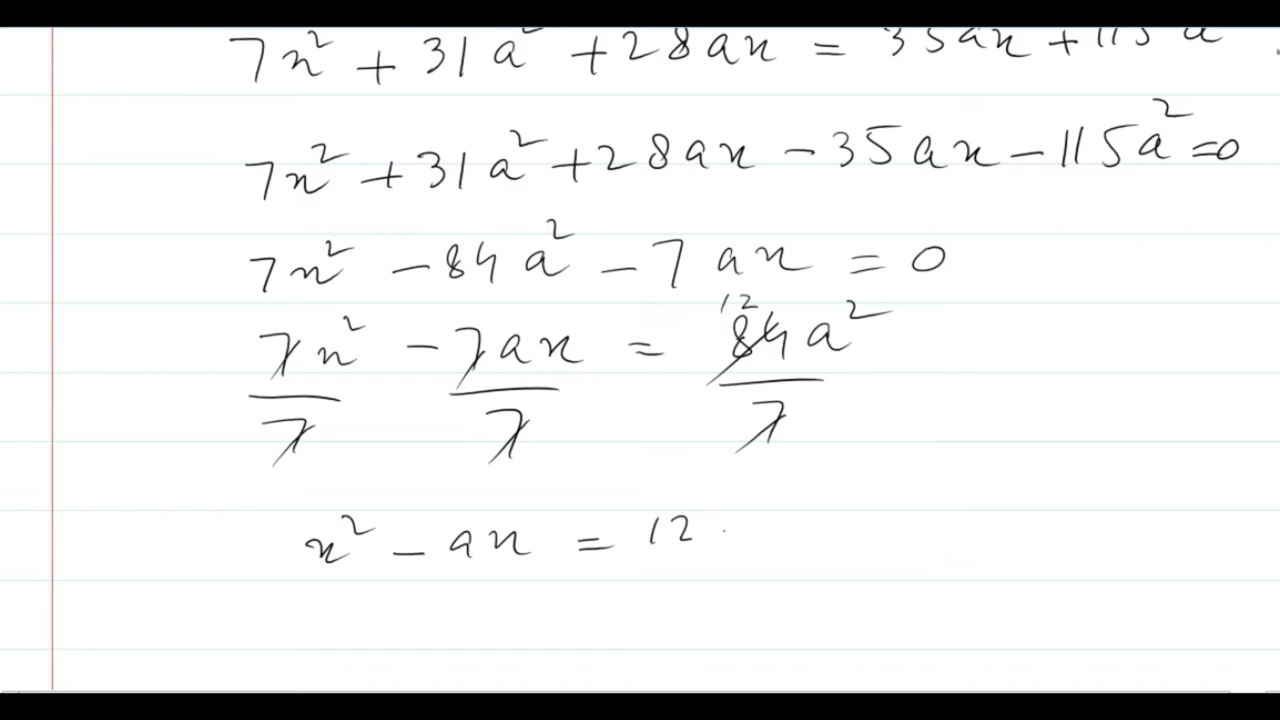 7x² + 31a² + 28ax = 35ax + 115a²
7x² + 31a² + 28ax - 35ax - 115a² = 0
7x² - 84a² - 7ax = 0
7x²/7 - 7ax/7 = 84a²/7 12
x² - ax = 12